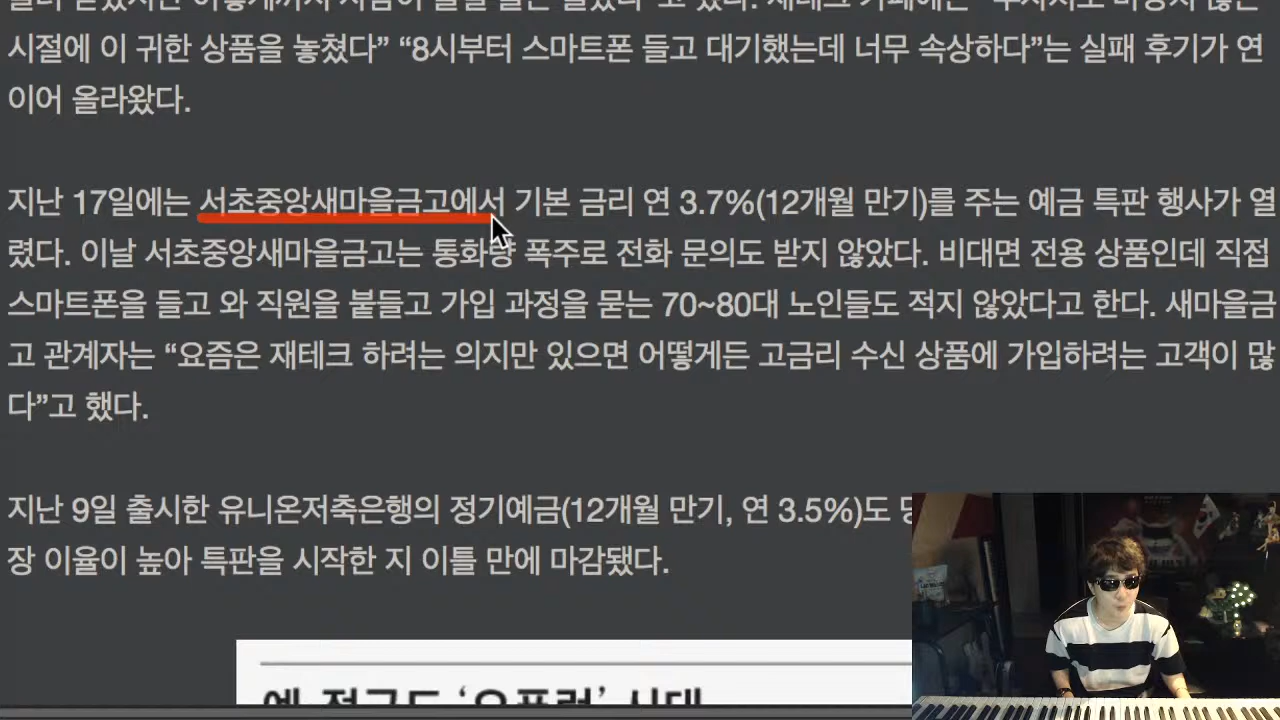 시절에 이 귀한 상품을 놓쳤다” “8시부터 스마트폰 들고 대기했는데 너무 속상하다”는 실패 후기가 연
이어 올라왔다.
지난 17일에는 서초중앙새마을금고에서 기본 금리 연 3.7%(12개월 만기)를 주는 예금 특판 행사가 열
렸다. 이날 서초중앙새마을금고는 통화량 폭주로 전화 문의도 받지 않았다. 비대면 전용 상품인데 직접
스마트폰을 들고 와 직원을 붙들고 가입 과정을 묻는 70~80대 노인들도 적지 않았다고 한다. 새마을금
고 관계자는 “요즘은 재테크 하려는 의지만 있으면 어떻게든 고금리 수신 상품에 가입하려는 고객이 많
다”고 했다.
지난 9일 출시한 유니온저축은행의 정기예금(12개월 만기, 연 3.5%)도
장 이율이 높아 특판을 시작한 지 이틀 만에 마감됐다.